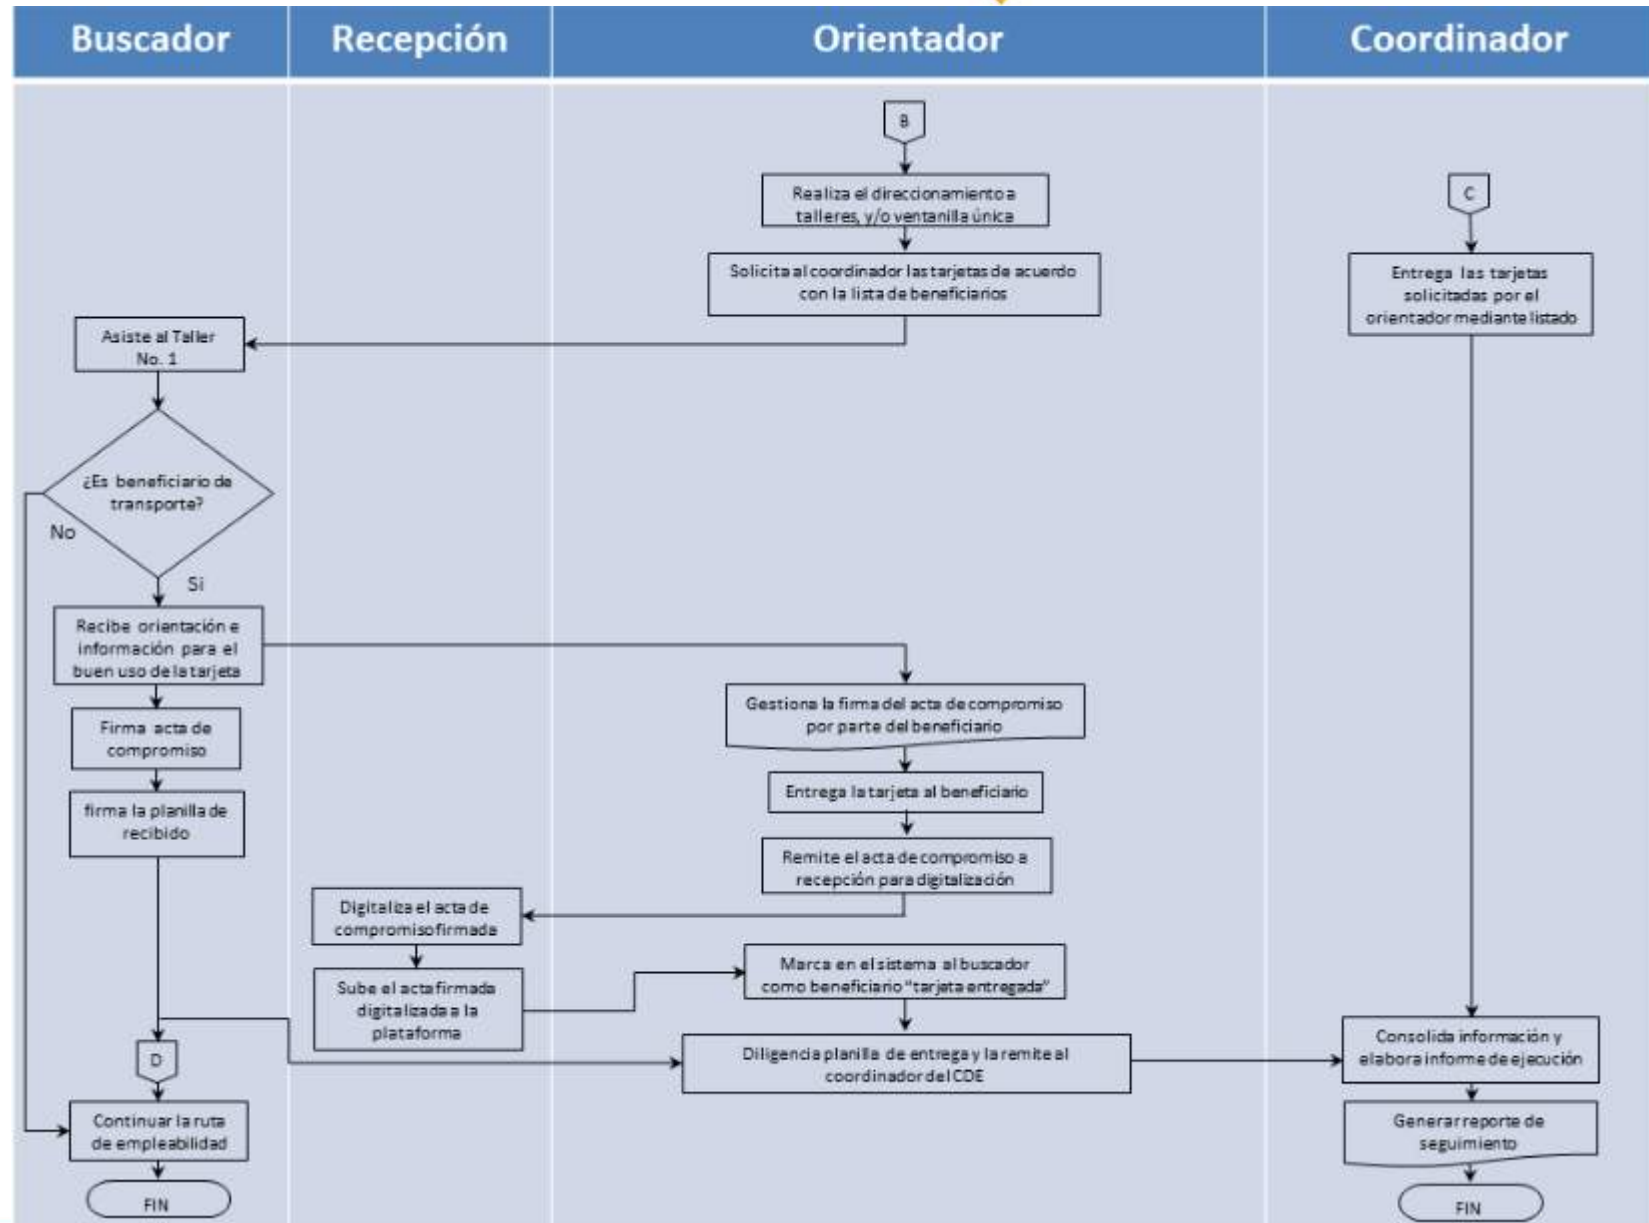 Buscador
Recepción
Orientador
Coordinador
B
Realiza el direccionamiento a
talleres, y/o ventanilla única
C
Solicita al coordinador las tarjetas de acuerdo
con la lista de beneficiarios
Entrega las tarjetas
solicitadas por el
orientador mediante listado
Asiste al Taller
No. 1
¿Es beneficiario de
transporte?
No
Si
Recibe orientación e
información para el
buen uso de la tarjeta
Gestiona la firma del acta de compromiso
por parte del beneficiario
Firma acta de
compromiso
Entrega la tarjeta al beneficiario
firma la planilla de
recibido
Remite el acta de compromiso a
recepción para digitalización
Digitaliza el acta de
compromiso firmada
Marca en el sistema al buscador
como beneficiario “tarjeta entregada”
Sube el acta firmada
digitalizada a la
plataforma
D
Diligencia planilla de entrega y la remite al
coordinador del CDE
Consolida información y
elabora informe de ejecución
Continuar la ruta
de empleabilidad
Generar reporte de
seguimiento
FIN
FIN